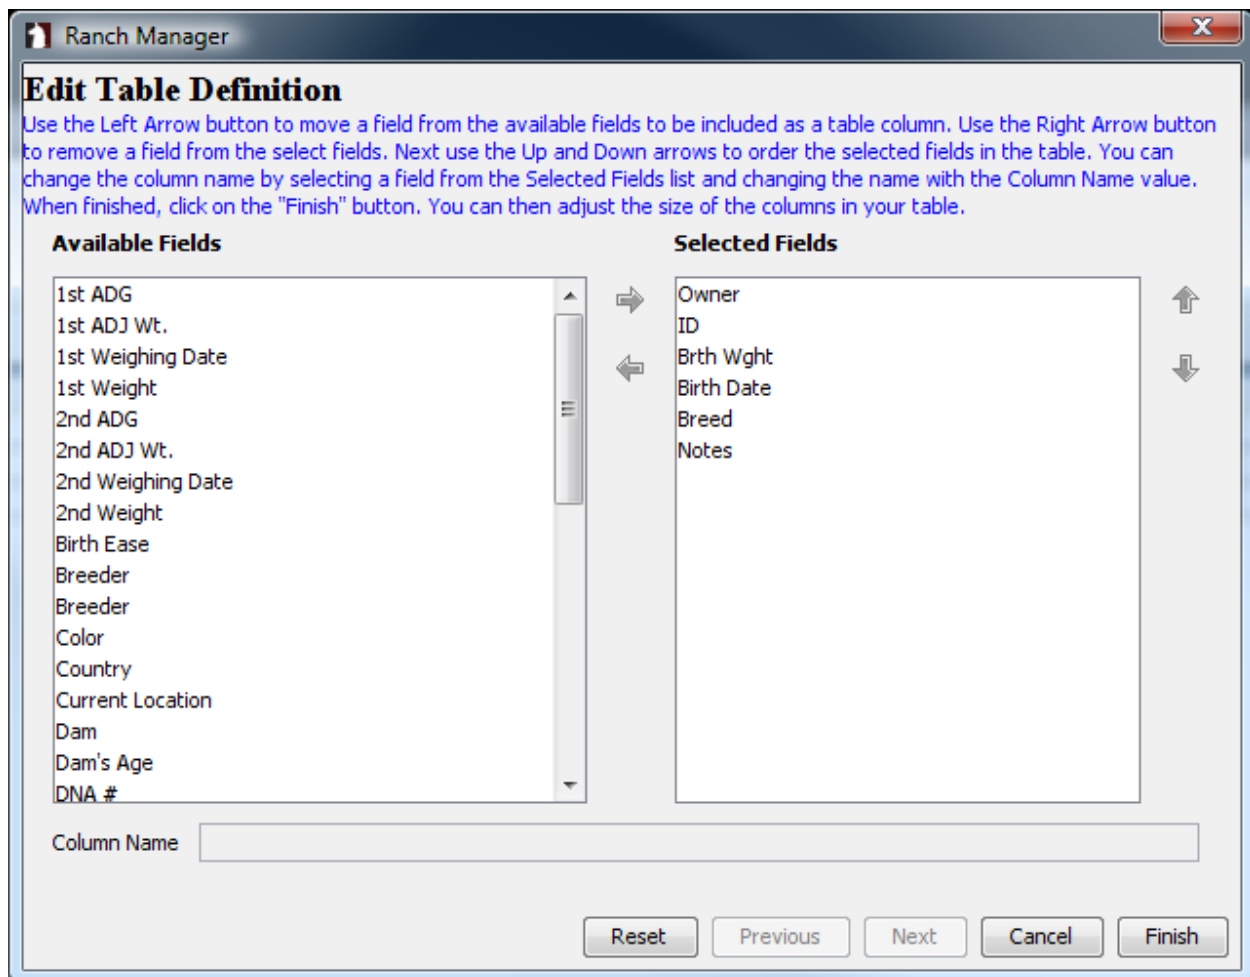 Ranch Manager
Edit Table Definition
Use the Left Arrow button to move a field from the available fields to be included as a table column. Use the Right Arrow button
to remove a field from the select fields. Next use the Up and Down arrows to order the selected fields in the table. You can
change the column name by selecting a field from the Selected Fields list and changing the name with the Column Name value.
When finished, click on the "Finish" button. You can then adjust the size of the columns in your table.
Available Fields
1st ADG
1st ADJ Wt.
1st Weighing Date
1st Weight
2nd ADG
2nd ADJ Wt.
2nd Weighing Date
2nd Weight
Birth Ease
Breeder
Breeder
Color
Country
Current Location
Dam
Dam's Age
DNA #
Selected Fields
Owner
ID
Brth Wght
Birth Date
Breed
Notes
Column Name
Reset Previous Next Cancel Finish